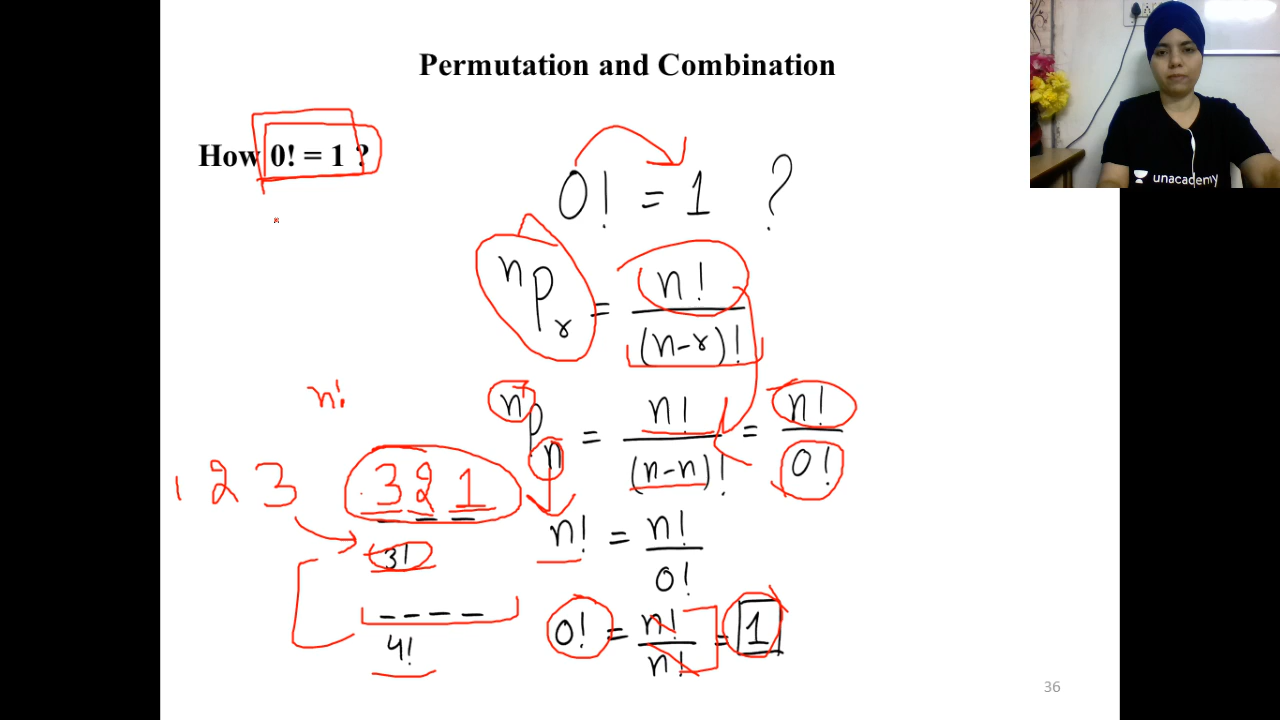 Permutation and Combination
unacademy
How 0! = 1 ?
0! = 1 ?
nPr = n! / (n-r)!
nPn = n! / (n-n)! = n! / 0!
n!
1 2 3
3 2 1
n! = n! / 0!
3!
_ _ _ _
0! = n! / n! = 1
4!
36